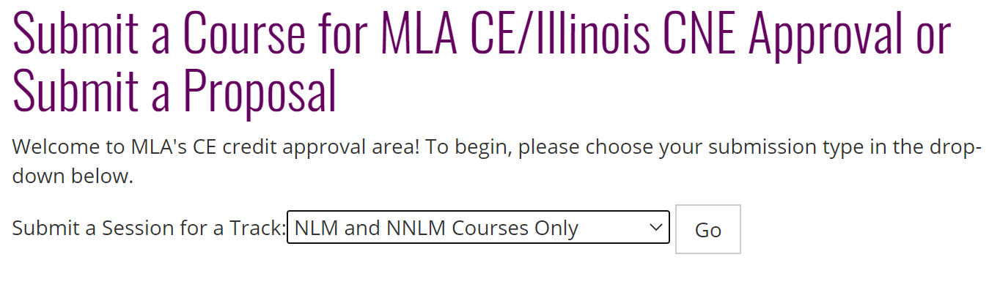 Submit a Course for MLA CE/Illinois CNE Approval or
Submit a Proposal
Welcome to MLA's CE credit approval area! To begin, please choose your submission type in the drop-
down below.
Submit a Session for a Track: NLM and NNLM Courses Only Go